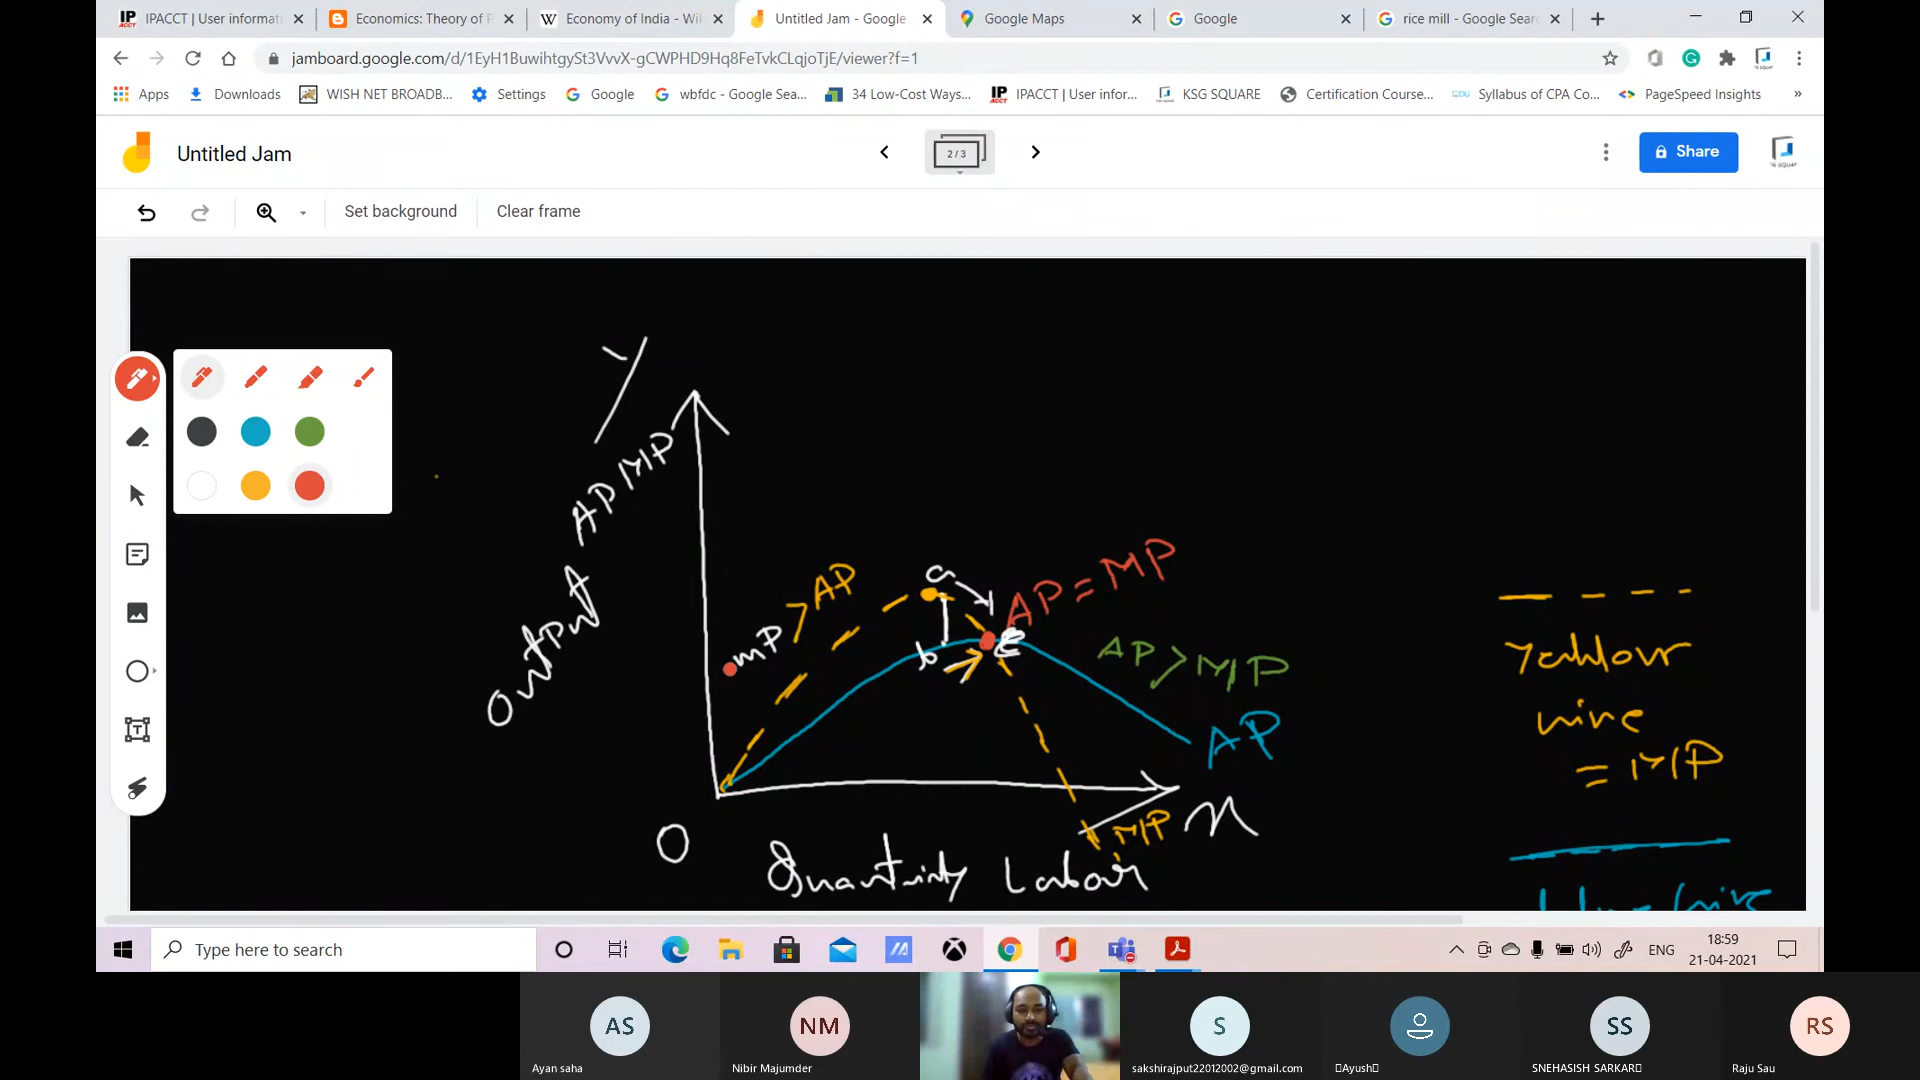 IPACCT | User informati
Economics: Theory of P
Economy of India - Wi
Untitled Jam - Google
Google Maps
Google
rice mill - Google Sear
jamboard.google.com/d/1EyH1BuwihtgySt3VvvX-gCWPHD9Hq8FeTvkCLqjoTjE/viewer?f=1
Apps
Downloads
WISH NET BROADB...
Settings
Google
wbfdc - Google Sea...
34 Low-Cost Ways...
IPACCT | User infor...
KSG SQUARE
Certification Course...
Syllabus of CPA Co...
PageSpeed Insights
Untitled Jam
2 / 3
Share
Set background
Clear frame
Y
Output AP MP
mP > AP
a
b
E
AP = MP
AP > MP
AP
MP
O
Quantity Labour
= MP
Type here to search
ENG
18:59
21-04-2021
AS
NM
S
SS
RS
Ayan saha
Nibir Majumder
sakshirajput22012002@gmail.com
Ayush
SNEHASISH SARKAR
Raju Sau